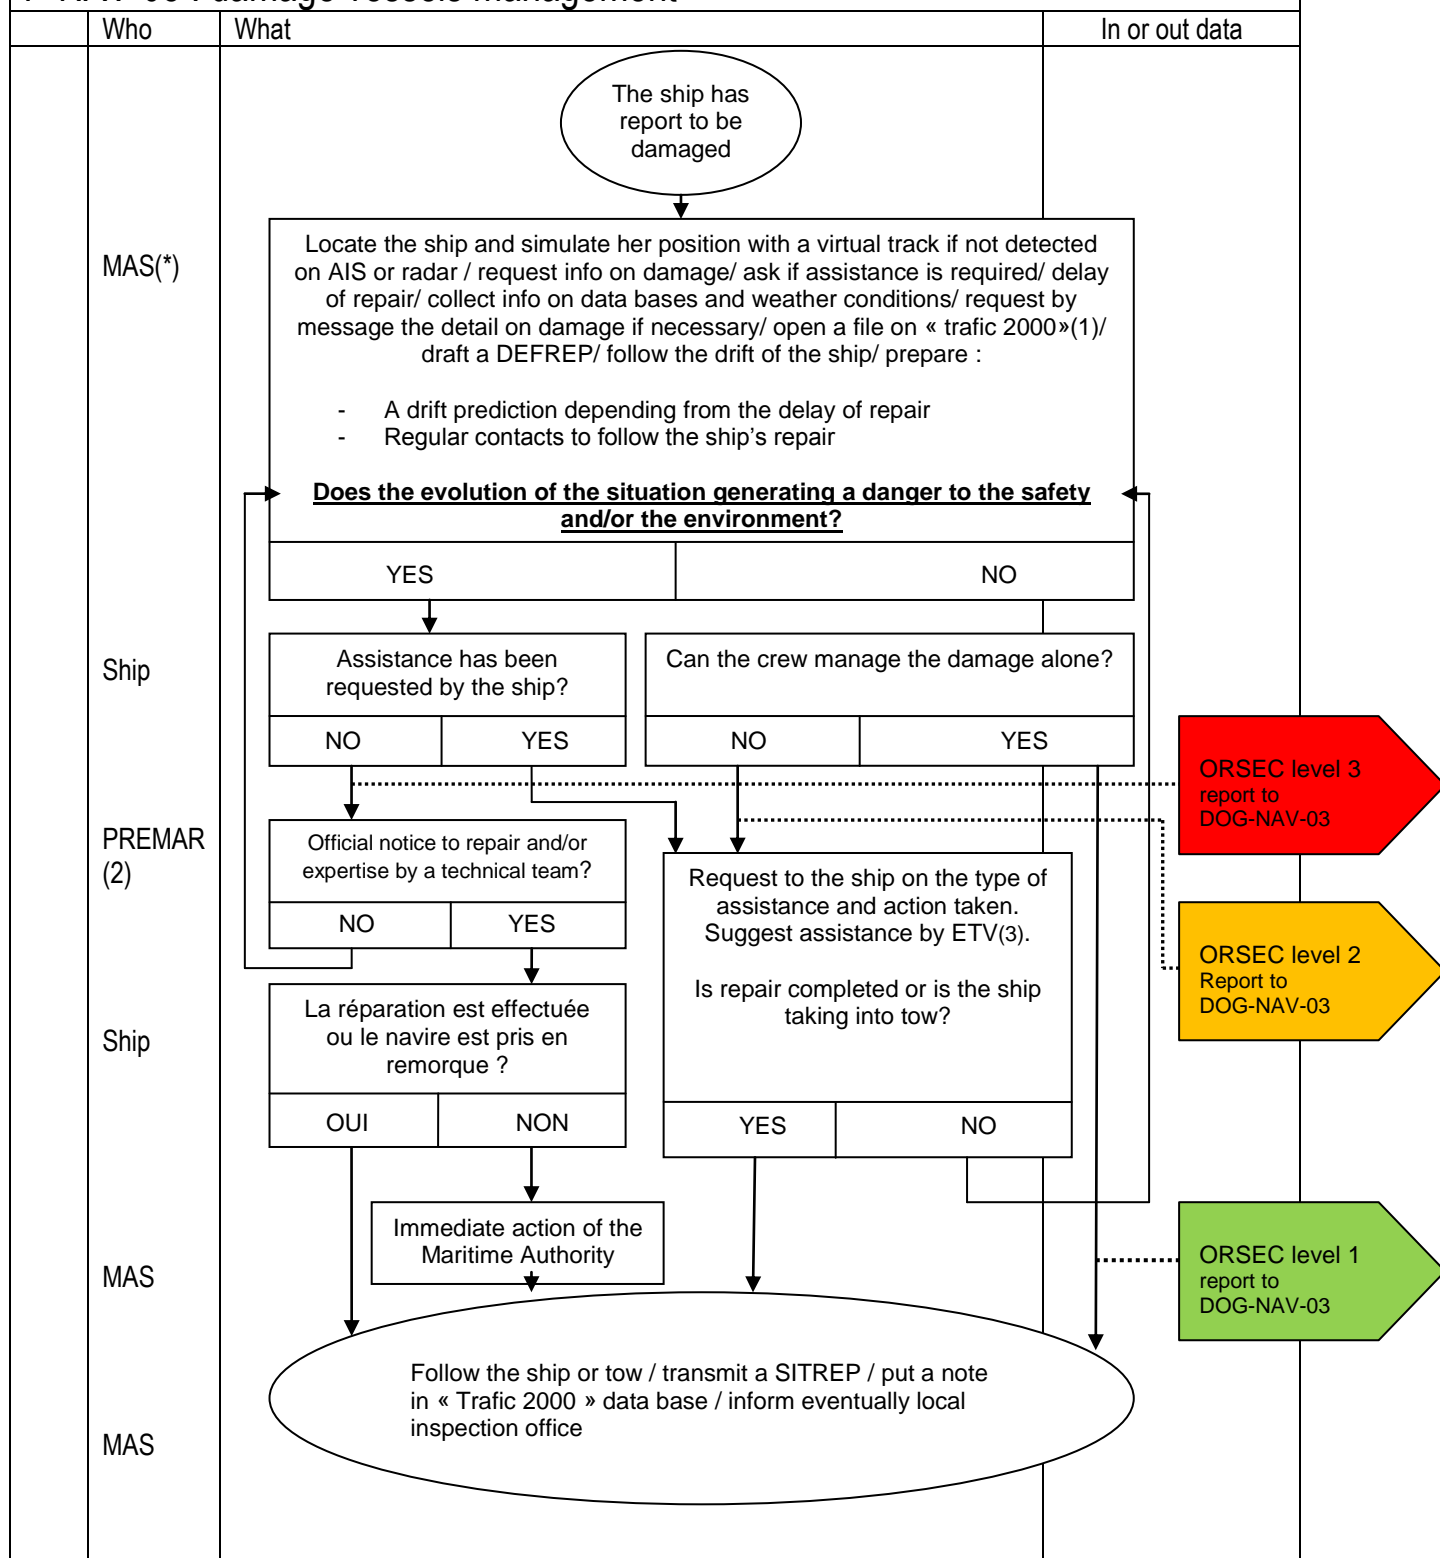 damage vessels management
Who
What
In or out data
The ship has
report to be
damaged
MAS(*)
Locate the ship and simulate her position with a virtual track if not detected
on AIS or radar / request info on damage/ ask if assistance is required/ delay
of repair/ collect info on data bases and weather conditions/ request by
message the detail on damage if necessary/ open a file on « trafic 2000»(1)/
draft a DEFREP/ follow the drift of the ship/ prepare :
- A drift prediction depending from the delay of repair
- Regular contacts to follow the ship's repair
Does the evolution of the situation generating a danger to the safety
and/or the environment?
YES
NO
Ship
Assistance has been
requested by the ship?
Can the crew manage the damage alone?
NO
YES
NO
YES
ORSEC level 3
report to
DOG-NAV-03
PREMAR
(2)
Official notice to repair and/or
expertise by a technical team?
NO
YES
Request to the ship on the type of
assistance and action taken.
Suggest assistance by ETV(3).
Is repair completed or is the ship
taking into tow?
ORSEC level 2
Report to
DOG-NAV-03
Ship
La réparation est effectuée
ou le navire est pris en
remorque ?
OUI
NON
YES
NO
Immediate action of the
Maritime Authority
MAS
ORSEC level 1
report to
DOG-NAV-03
Follow the ship or tow / transmit a SITREP / put a note
in « Trafic 2000 » data base / inform eventually local
inspection office
MAS